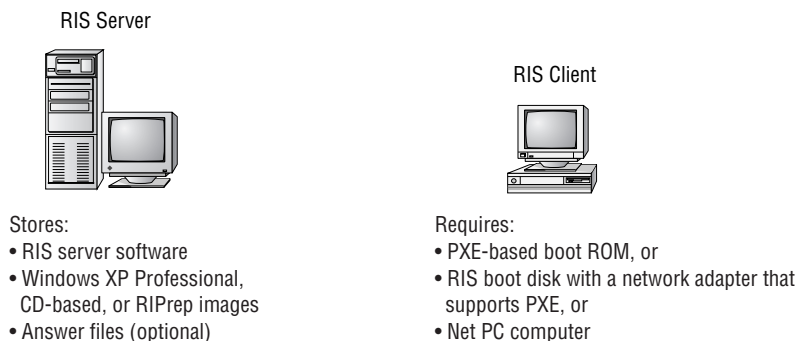 RIS Server
RIS Client
Stores:
• RIS server software
• Windows XP Professional,
CD-based, or RIPrep images
• Answer files (optional)
Requires:
• PXE-based boot ROM, or
• RIS boot disk with a network adapter that
supports PXE, or
• Net PC computer